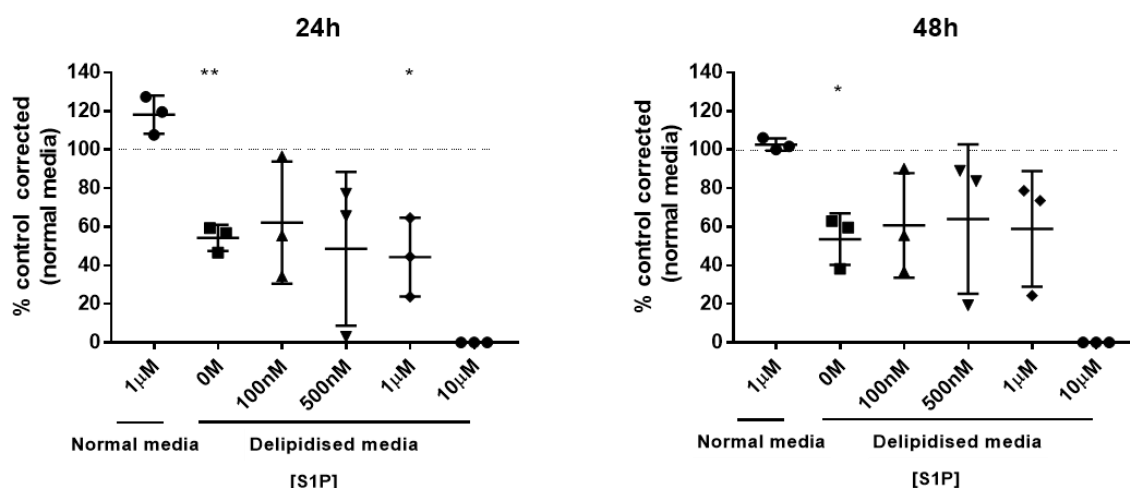 24h
% control corrected
(normal media)
140
120
100
80
60
40
20
0
**
*
1μM
0M
100nM
500nM
1μM
10μM
Normal media
Delipidised media
[S1P]
48h
% control corrected
(normal media)
140
120
100
80
60
40
20
0
*
1μM
0M
100nM
500nM
1μM
10μM
Normal media
Delipidised media
[S1P]